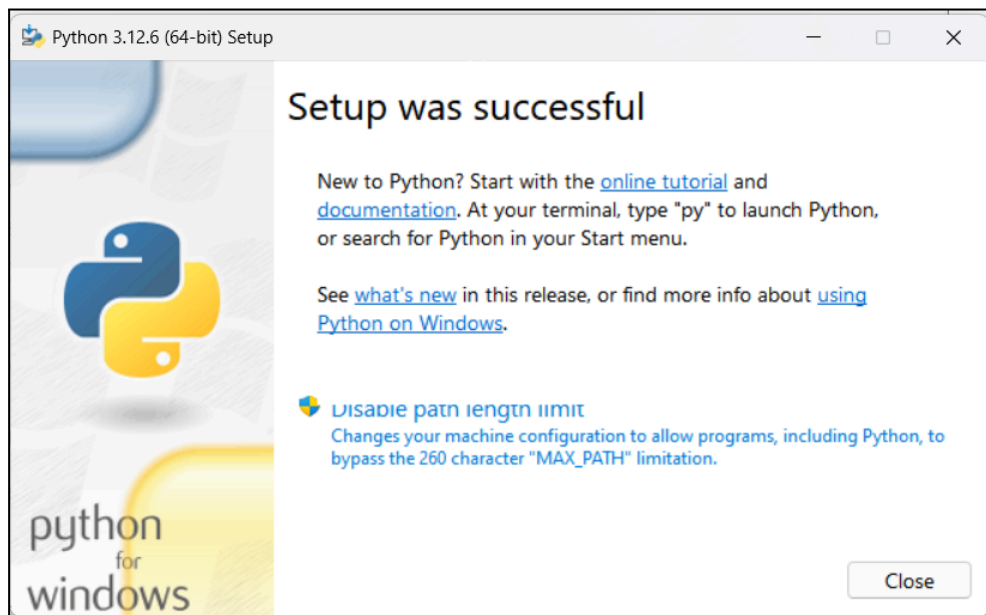 Python 3.12.6 (64-bit) Setup
Setup was successful
New to Python? Start with the online tutorial and
documentation. At your terminal, type "py" to launch Python,
or search for Python in your Start menu.
See what's new in this release, or find more info about using
Python on Windows.
Disable path length limit
Changes your machine configuration to allow programs, including Python, to
bypass the 260 character "MAX_PATH" limitation.
python
for
windows
Close